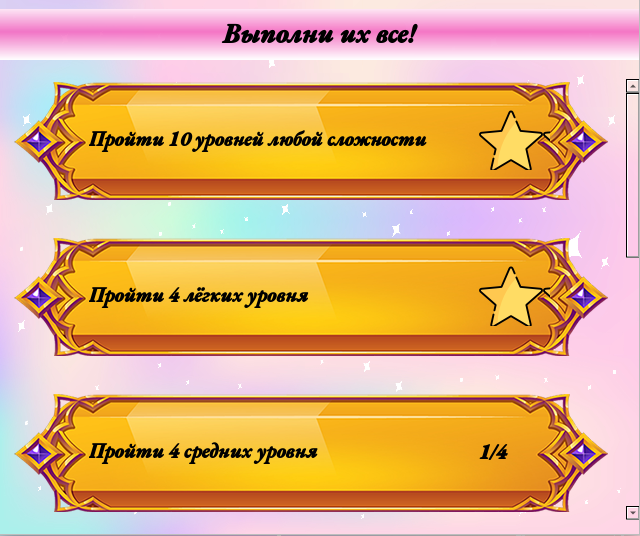 Выполни их все!
Пройти 10 уровней любой сложности
Пройти 4 лёгких уровня
Пройти 4 средних уровня
1/4